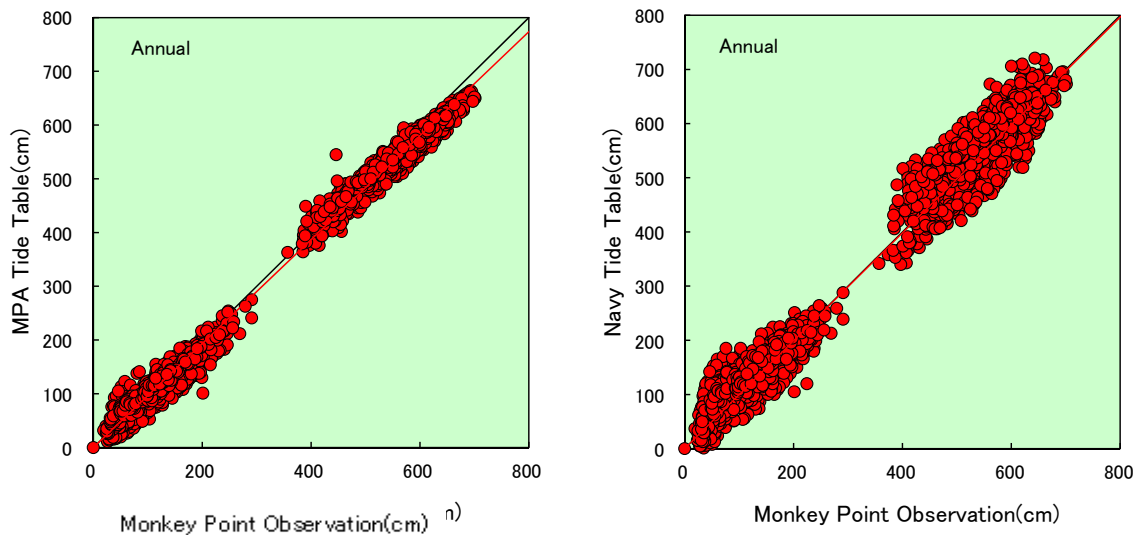 Annual
MPA Tide Table(cm)
800
700
600
500
400
300
200
100
0
0 200 400 600 800
Monkey Point Observation(cm) n)
Annual
Navy Tide Table(cm)
800
700
600
500
400
300
200
100
0
0 200 400 600 800
Monkey Point Observation(cm)